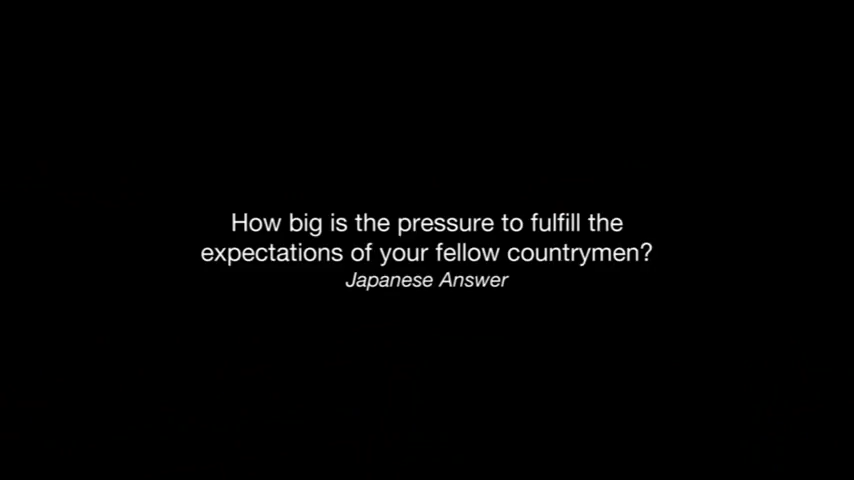 How big is the pressure to fulfill the
expectations of your fellow countrymen?
Japanese Answer